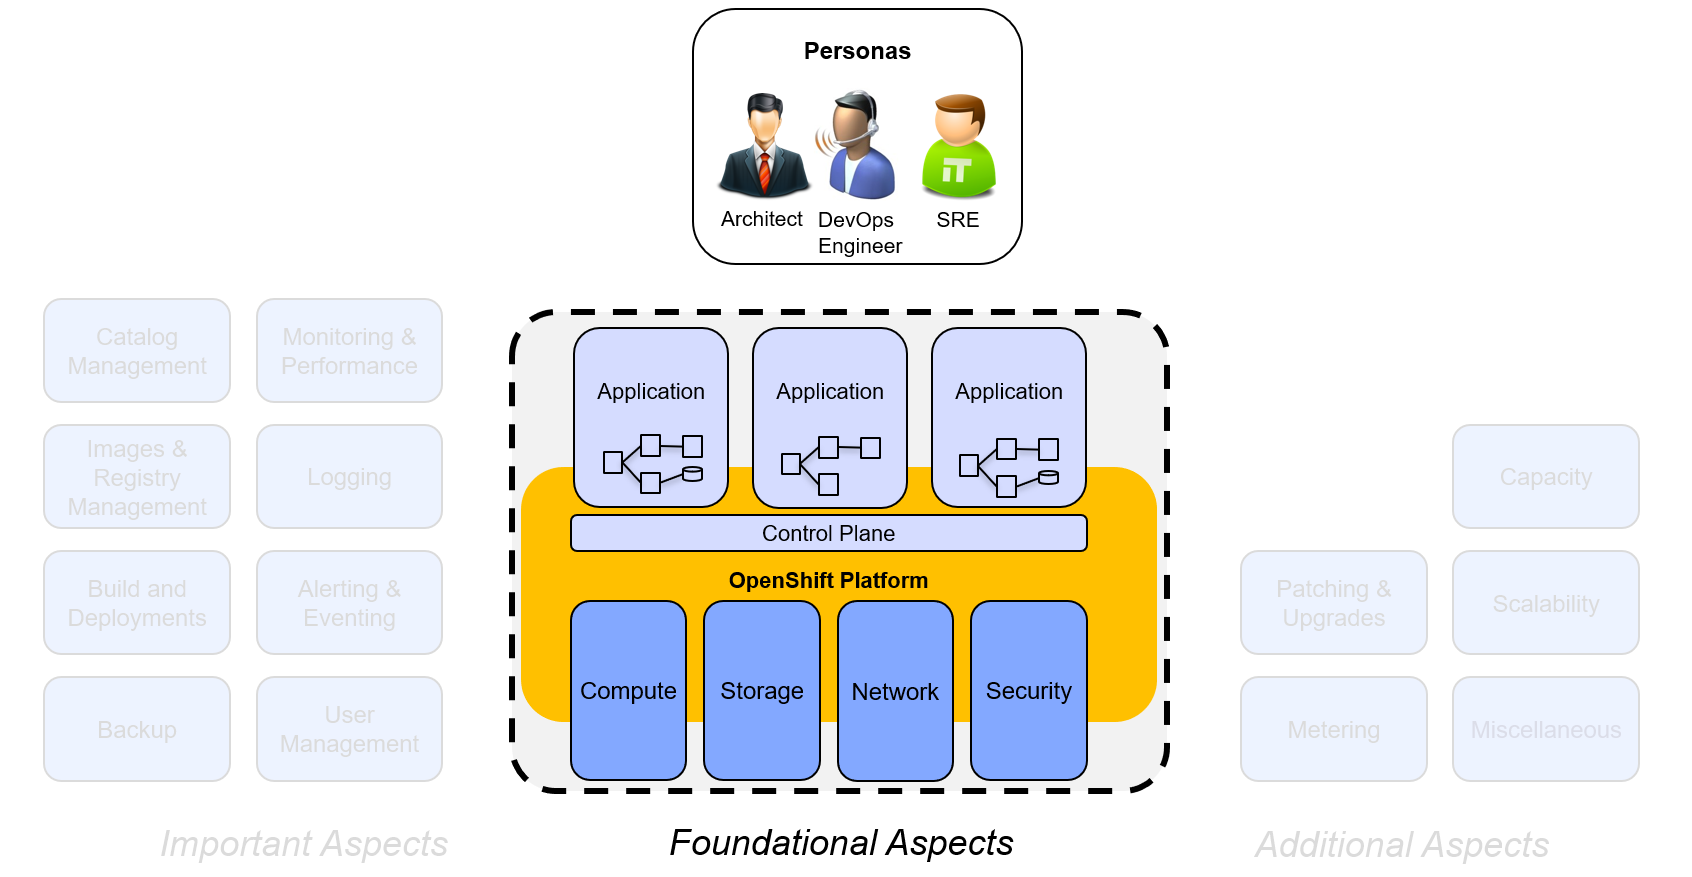 Personas
iT
Architect
DevOps
Engineer
SRE
Catalog
Management
Monitoring &
Performance
Images &
Registry
Management
Logging
Build and
Deployments
Alerting &
Eventing
Backup
User
Management
Application
Application
Application
Control Plane
OpenShift Platform
Compute
Storage
Network
Security
Capacity
Patching &
Upgrades
Scalability
Metering
Miscellaneous
Important Aspects
Foundational Aspects
Additional Aspects